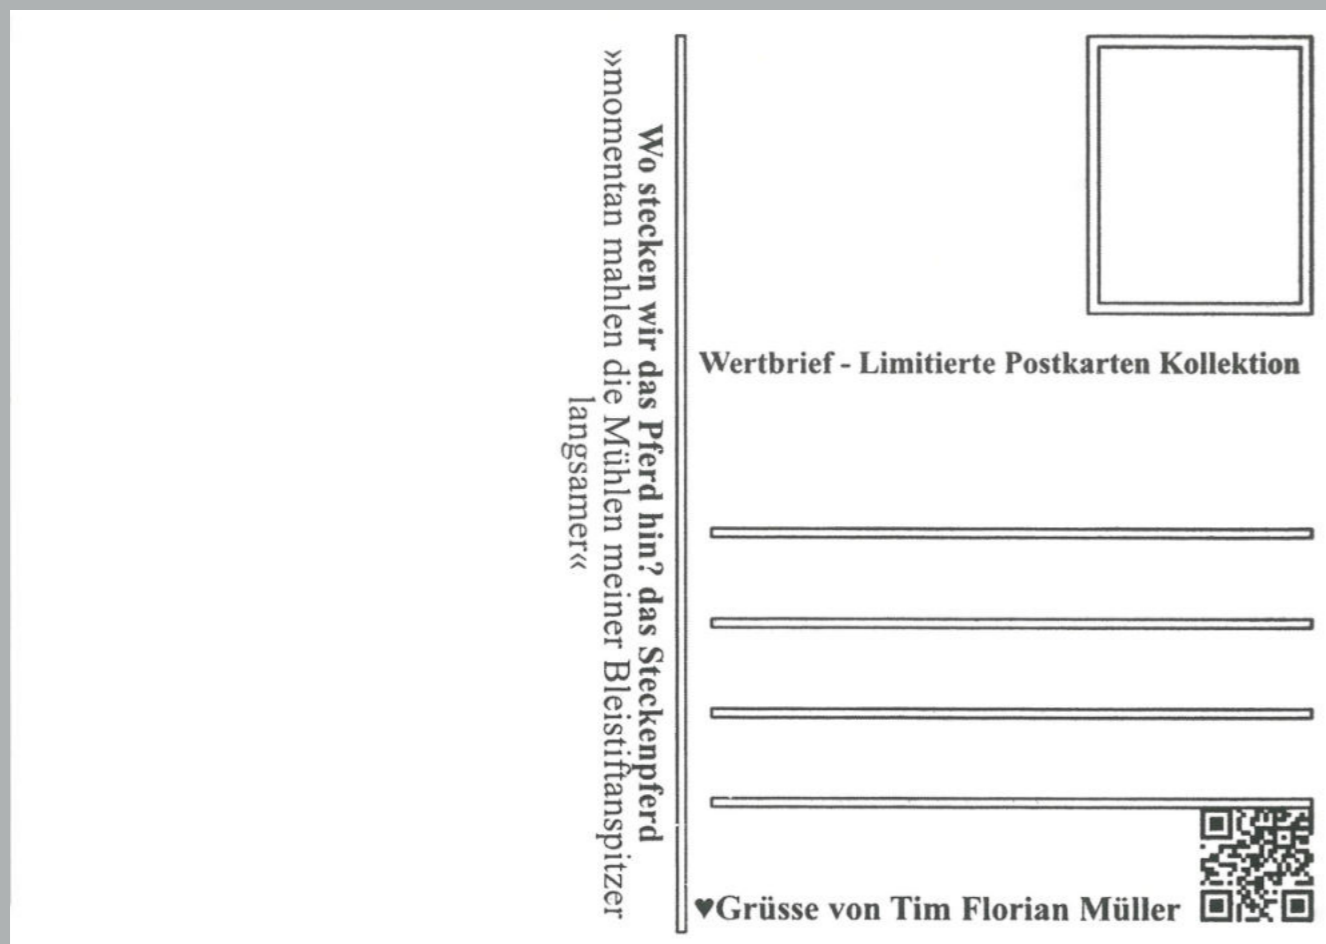 Wo stecken wir das Pferd hin? das Steckenpferd
»momentan mahlen die Mühlen meiner Bleistiftanspitzer
langsamer«
Wertbrief - Limitierte Postkarten Kollektion
♥Grüsse von Tim Florian Müller